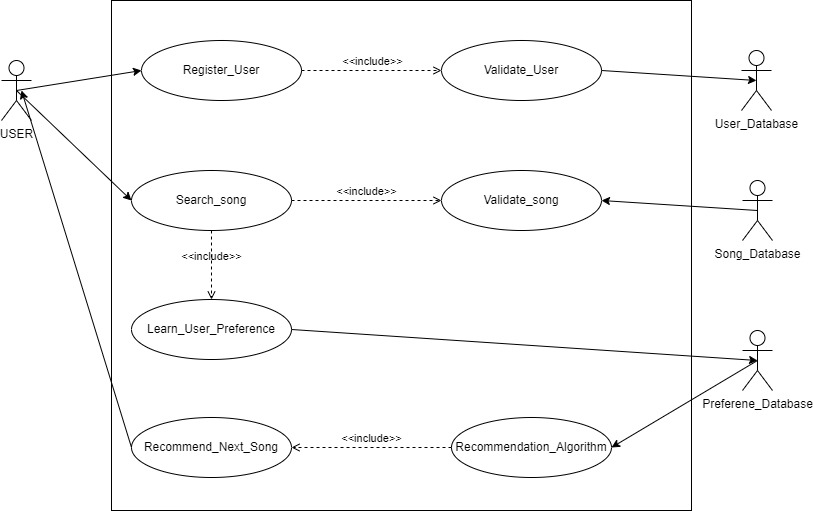 Register_User
<<include>>
Validate_User
USER
User_Database
Search_song
<<include>>
Validate_song
Song_Database
<<include>>
Learn_User_Preference
Preferene_Database
Recommend_Next_Song
<<include>>
Recommendation_Algorithm